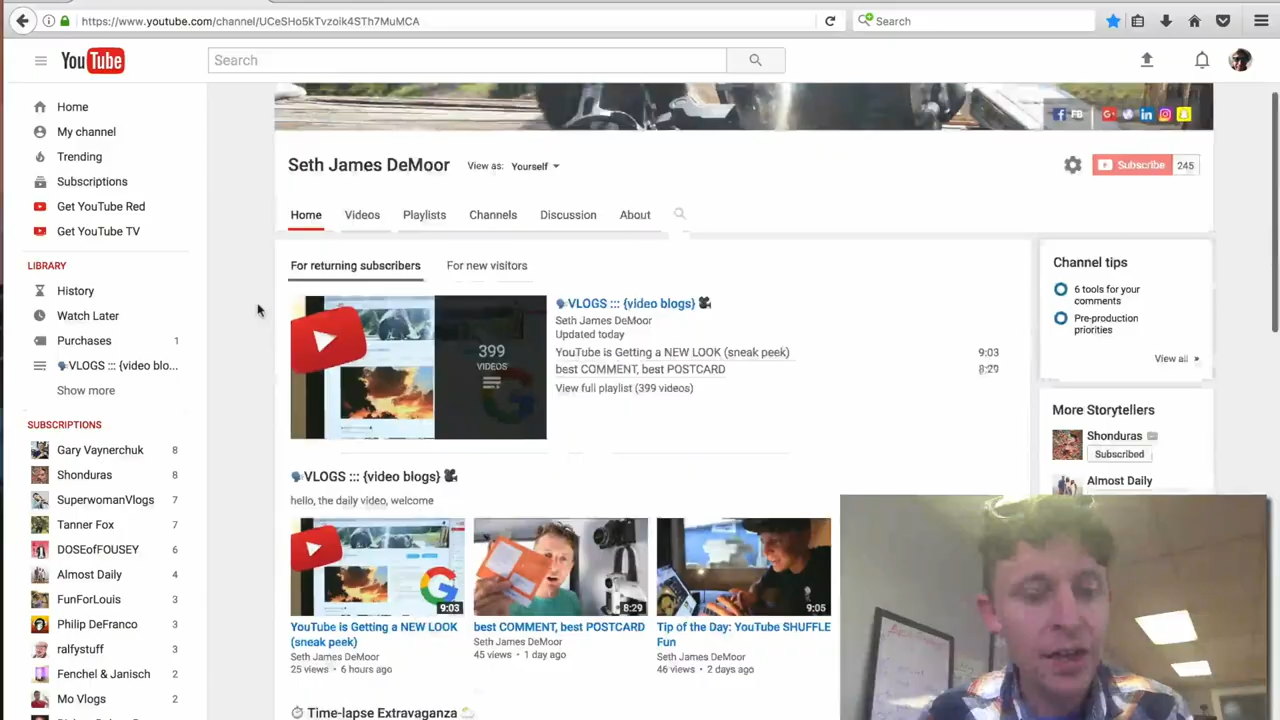 https://www.youtube.com/channel/UCeSHo5kTvzoik4STh7MuMCA
Search
YouTube
Search
Home
My channel
Trending
Subscriptions
Get YouTube Red
Get YouTube TV
LIBRARY
History
Watch Later
Purchases 1
VLOGS ::: {video blo...
Show more
SUBSCRIPTIONS
Gary Vaynerchuk 8
Shonduras 8
SuperwomanVlogs 7
Tanner Fox 7
DOSEofFOUSEY 6
Almost Daily 4
FunForLouis 3
Philip DeFranco 3
ralfystuff 3
Fenchel & Janisch 2
Mo Vlogs 2
FB
Seth James DeMoor
View as: Yourself
Subscribe 245
Home Videos Playlists Channels Discussion About
For returning subscribers For new visitors
399
VIDEOS
VLOGS ::: {video blogs}
Seth James DeMoor
Updated today
YouTube is Getting a NEW LOOK (sneak peek) 9:03
best COMMENT, best POSTCARD 8:29
View full playlist (399 videos)
VLOGS ::: {video blogs}
hello, the daily video, welcome
9:03
YouTube is Getting a NEW LOOK
(sneak peek)
Seth James DeMoor
25 views • 6 hours ago
8:29
best COMMENT, best POSTCARD
Seth James DeMoor
45 views • 1 day ago
9:05
Tip of the Day: YouTube SHUFFLE
Fun
Seth James DeMoor
46 views • 2 days ago
Time-lapse Extravaganza
Channel tips
6 tools for your
comments
Pre-production
priorities
View all »
More Storytellers
Shonduras
Subscribed
Almost Daily